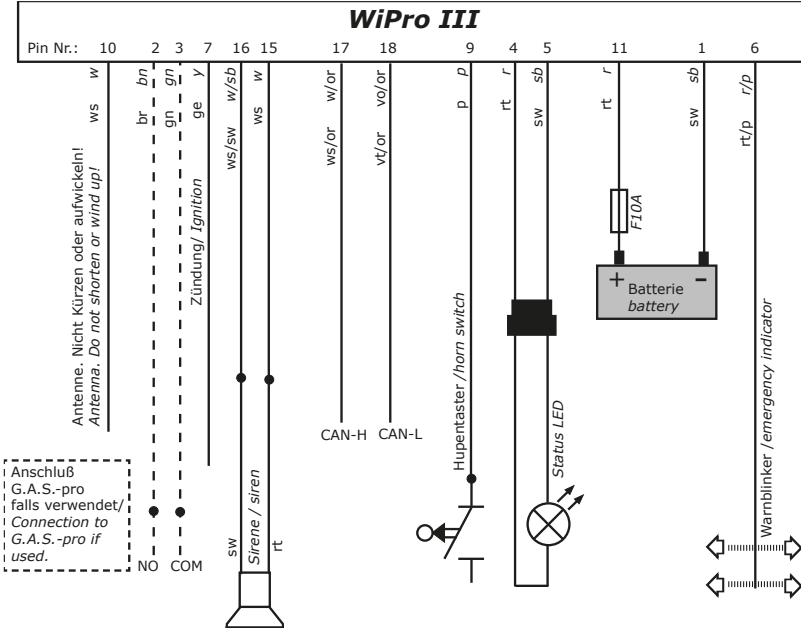 WiPro III
Pin Nr.: 10 2 3 7 16 15 17 18 9 4 5 11 1 6
w bn gn y w/sb w w/or vo/or p r sb r sb r/p
ws br gn ge ws/sw ws ws/or vt/or p rt sw rt sw rt/p
Antenne. Nicht Kürzen oder aufwickeln!
Antenna. Do not shorten or wind up!
Zündung/ Ignition
F10A
+ -
Batterie
battery
CAN-H CAN-L
Hupentaster /horn switch
Status LED
Warnblinker /emergency indicator
Anschluß
G.A.S.-pro
falls verwendet/
Connection to
G.A.S.-pro if
used.
NO COM
sw
Sirene / siren
rt